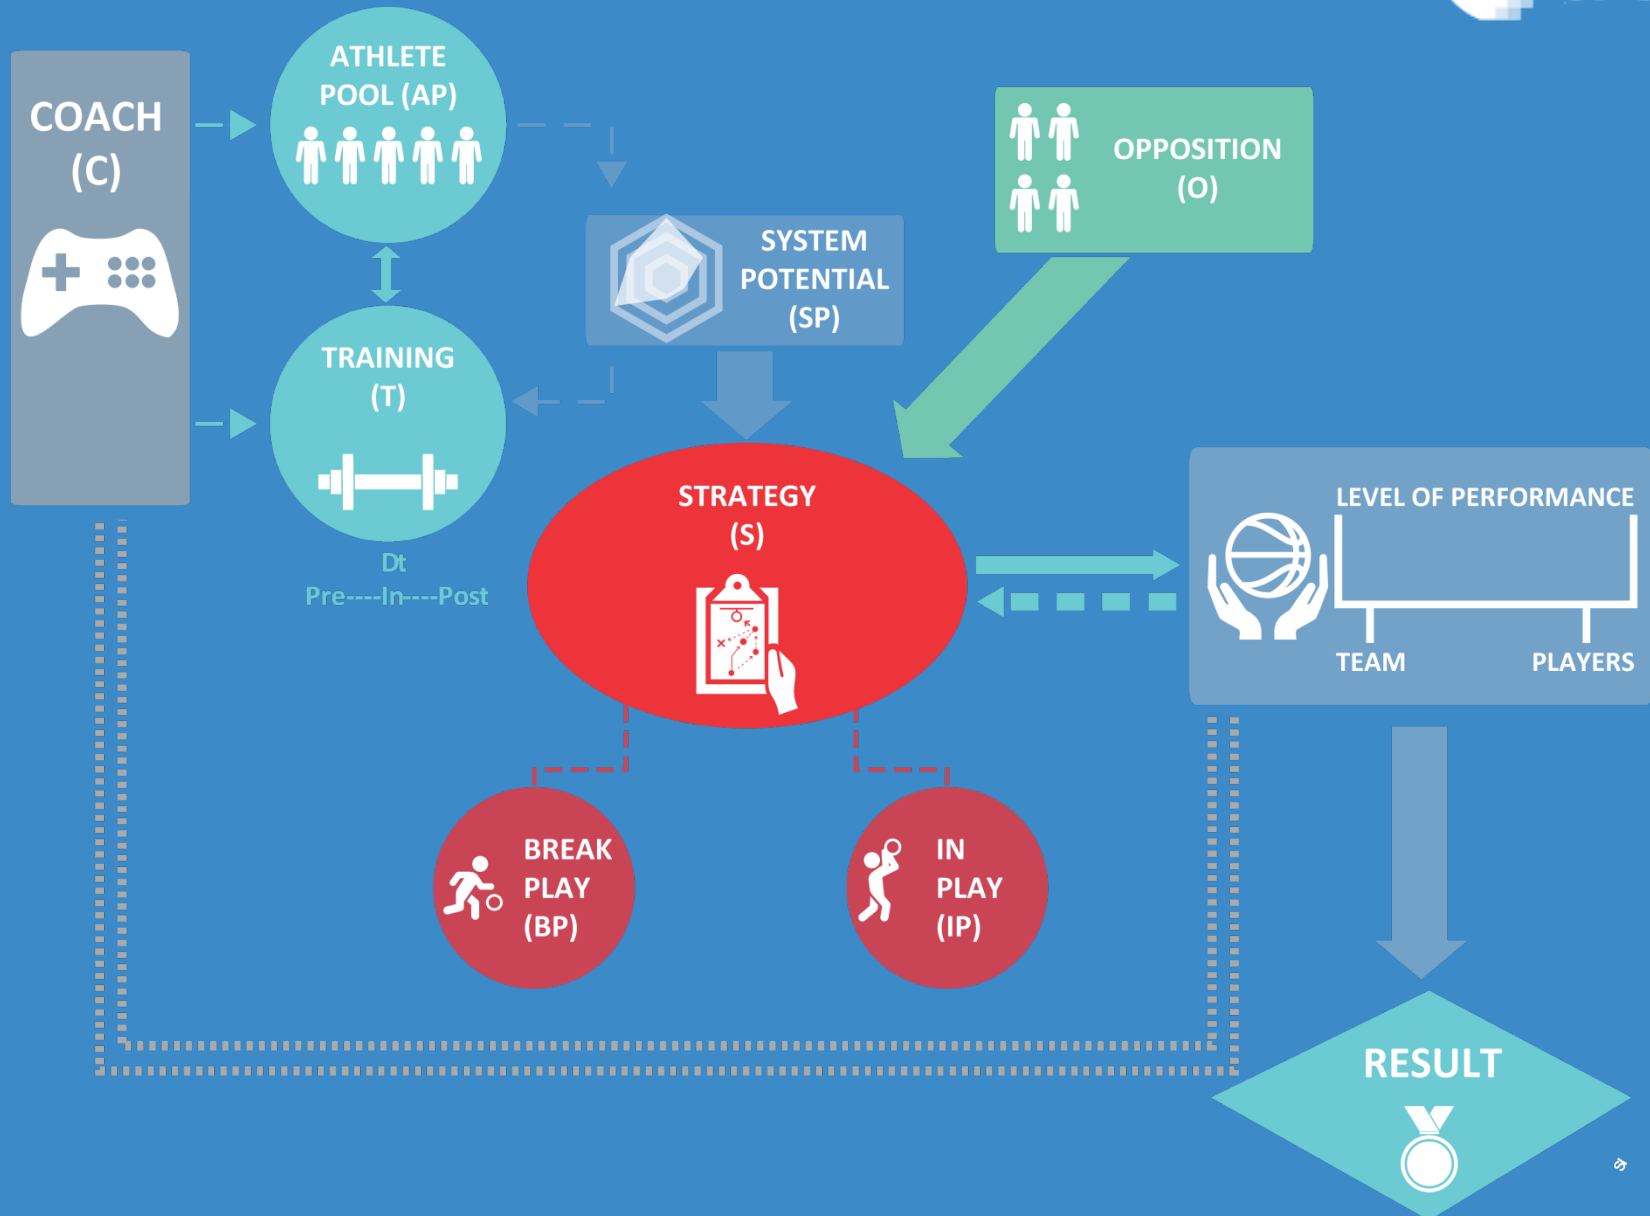 COACH
(C)
ATHLETE
POOL (AP)
TRAINING
(T)
Dt
Pre----In----Post
SYSTEM
POTENTIAL
(SP)
OPPOSITION
(O)
STRATEGY
(S)
LEVEL OF PERFORMANCE
TEAM
PLAYERS
BREAK
PLAY
(BP)
IN
PLAY
(IP)
RESULT